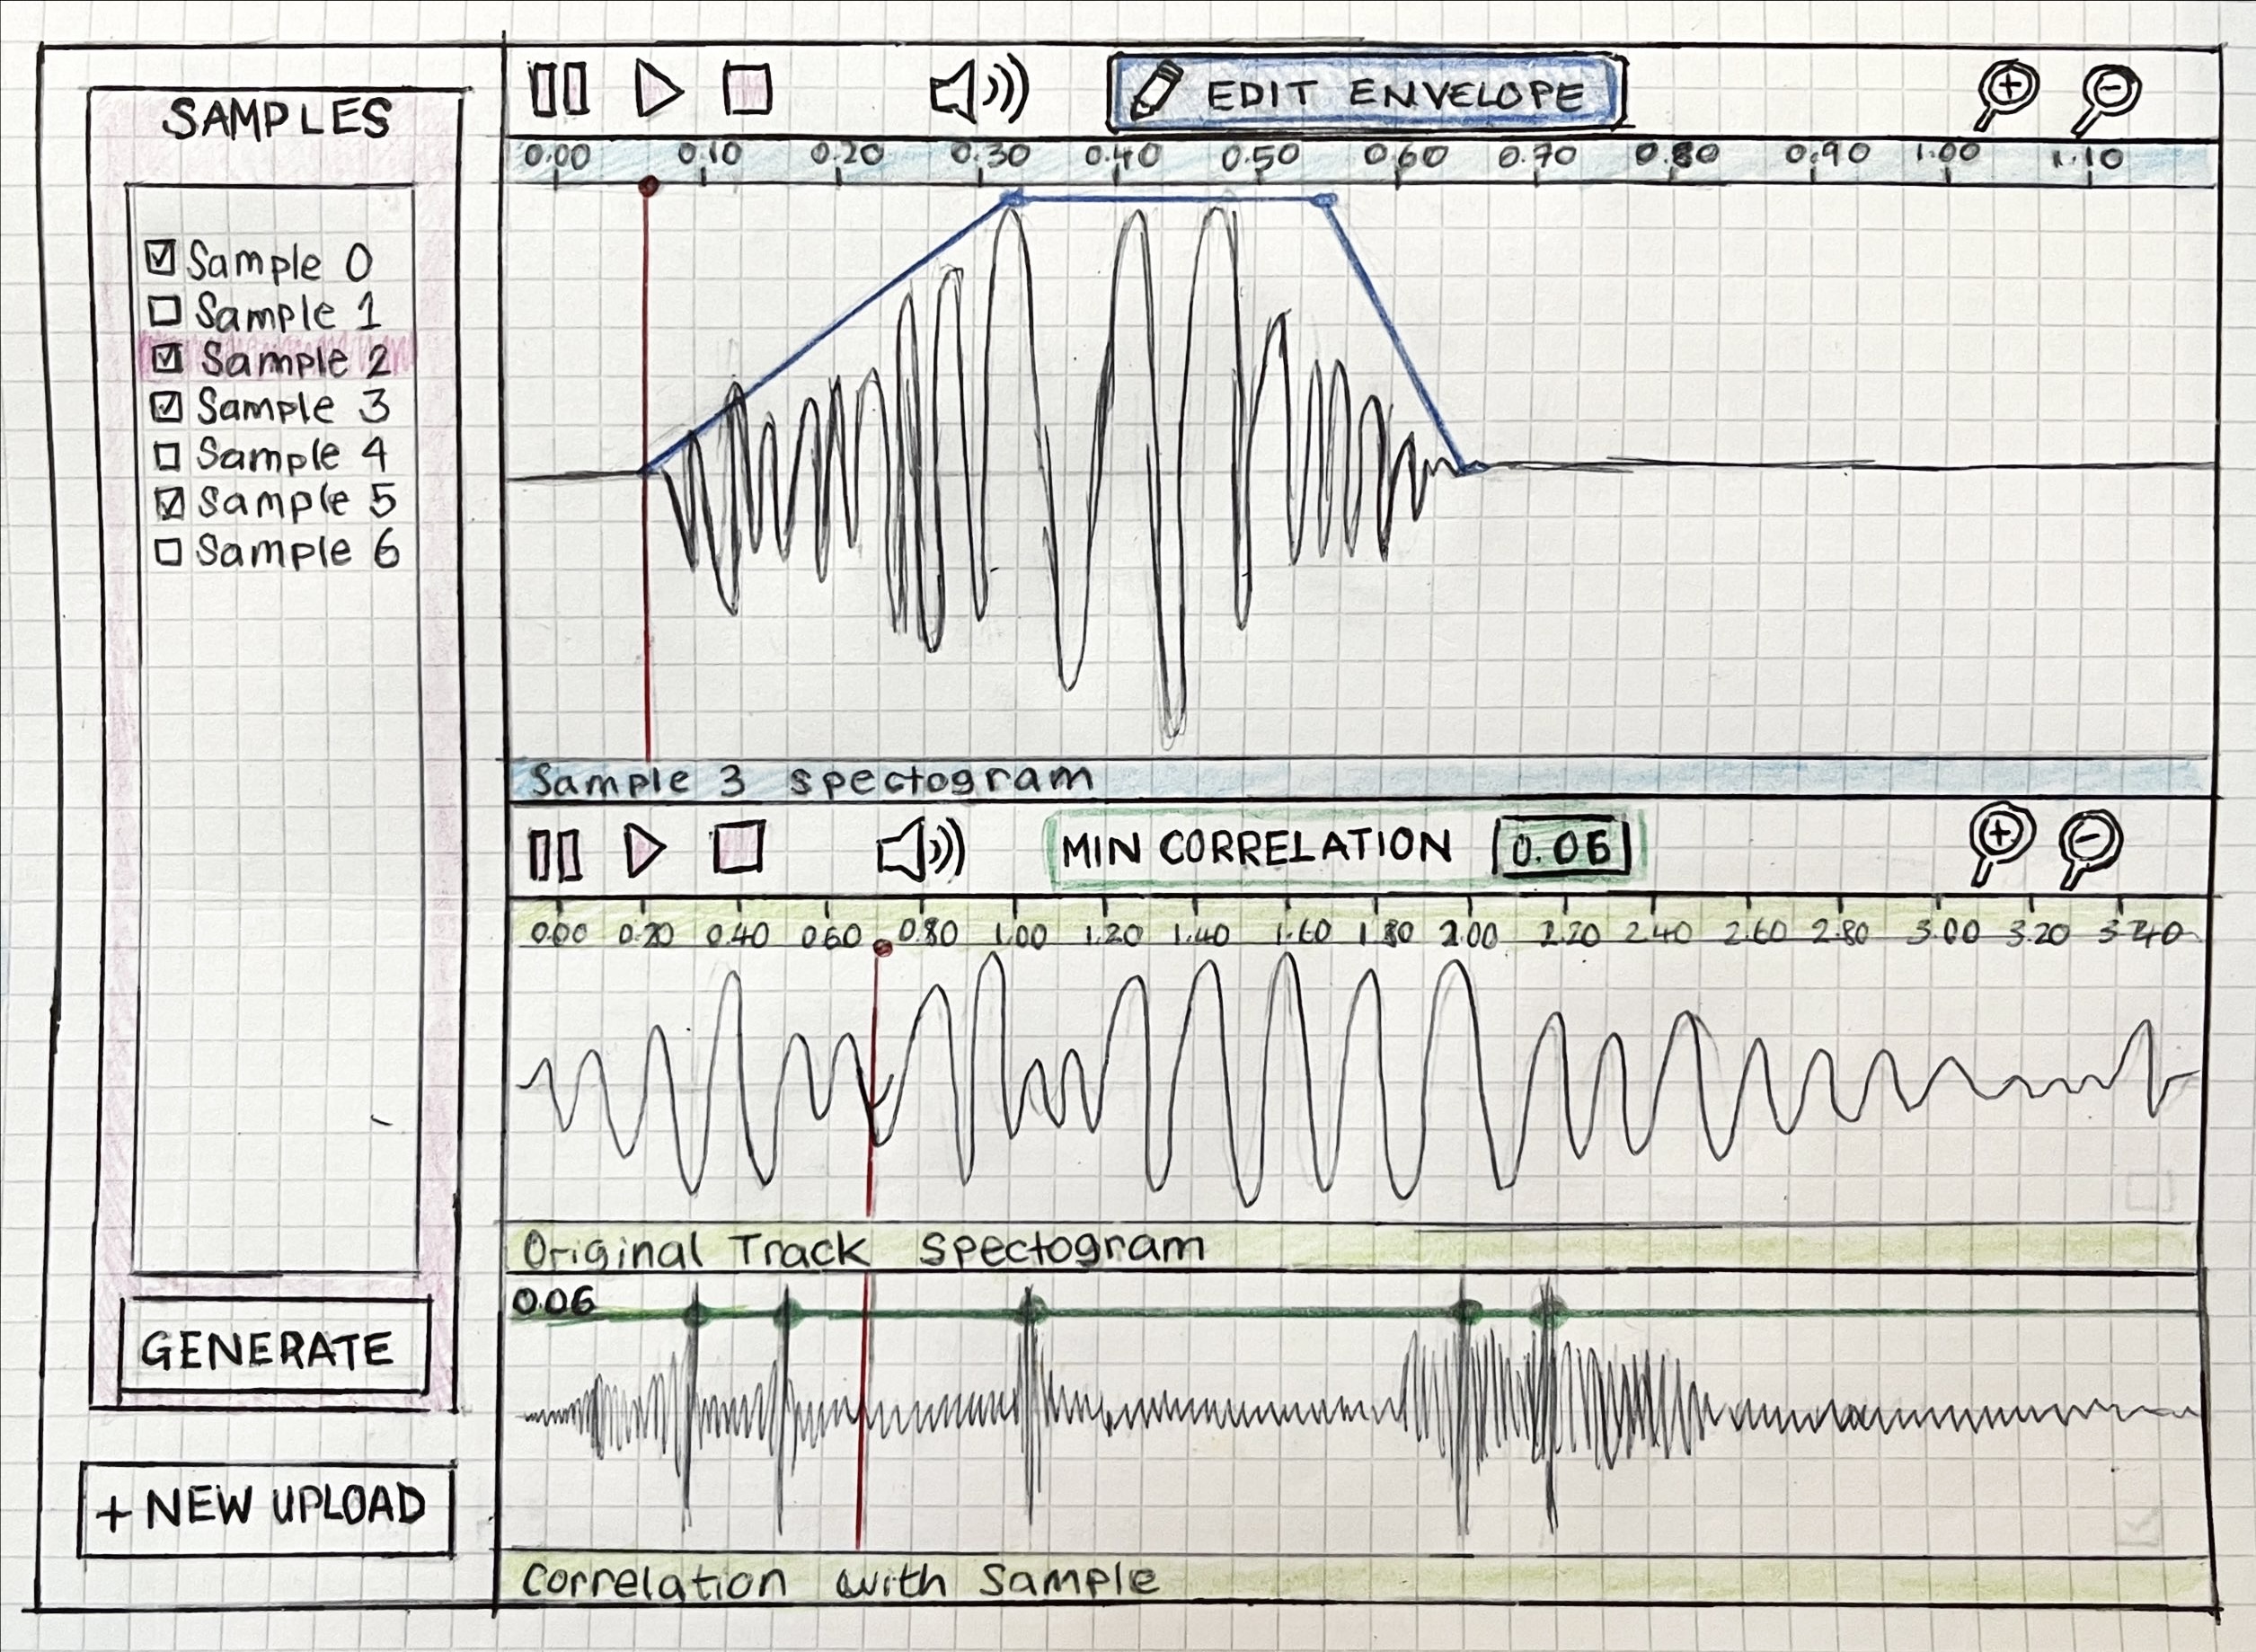 SAMPLES
Sample 0
Sample 1
Sample 2
Sample 3
Sample 4
Sample 5
Sample 6
GENERATE
+ NEW UPLOAD
EDIT ENVELOPE
0.00 0.10 0.20 0.30 0.40 0.50 0.60 0.70 0.80 0.90 1.00 1.10
Sample 3 spectogram
MIN CORRELATION 0.06
0.00 0.20 0.40 0.60 0.80 1.00 1.20 1.40 1.60 1.80 2.00 2.20 2.40 2.60 2.80 3.00 3.20 3.40
Original Track Spectogram
0.06
Correlation with Sample